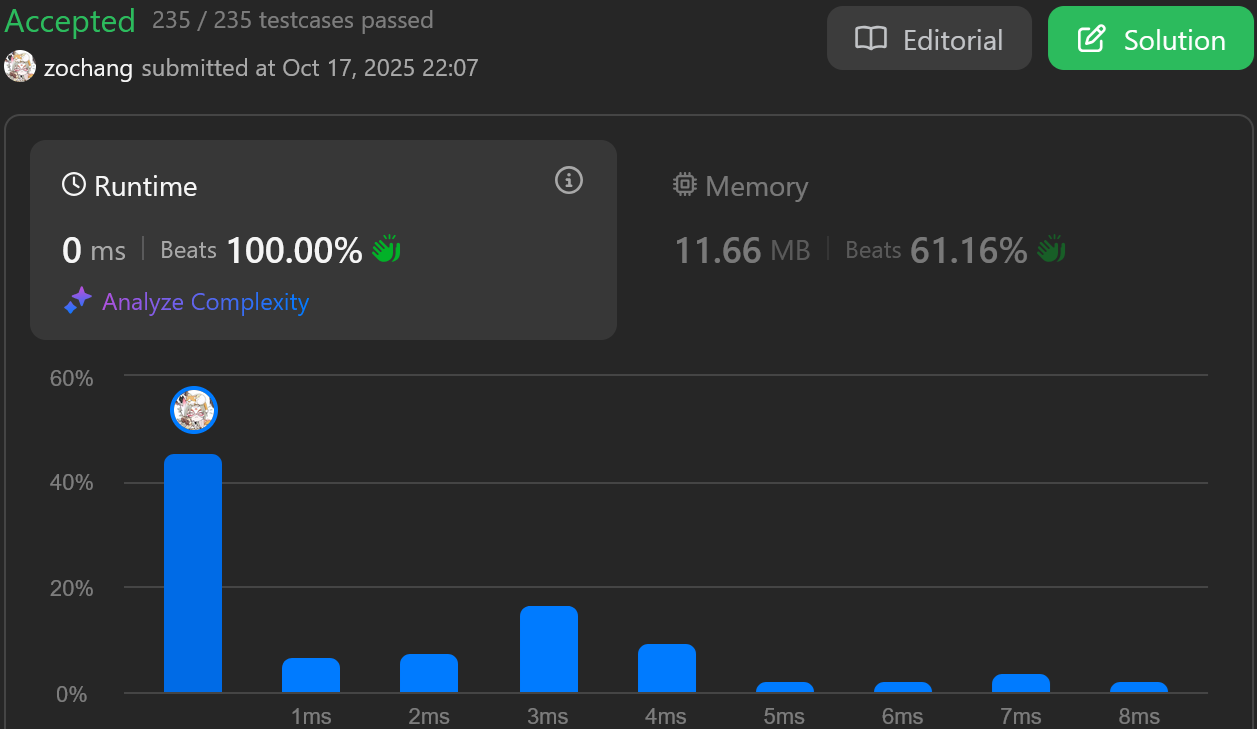 Accepted 235 / 235 testcases passed
zochang submitted at Oct 17, 2025 22:07
Editorial
Solution
Runtime
0 ms Beats 100.00%
Analyze Complexity
Memory
11.66 MB Beats 61.16%
60%
40%
20%
0%
1ms 2ms 3ms 4ms 5ms 6ms 7ms 8ms